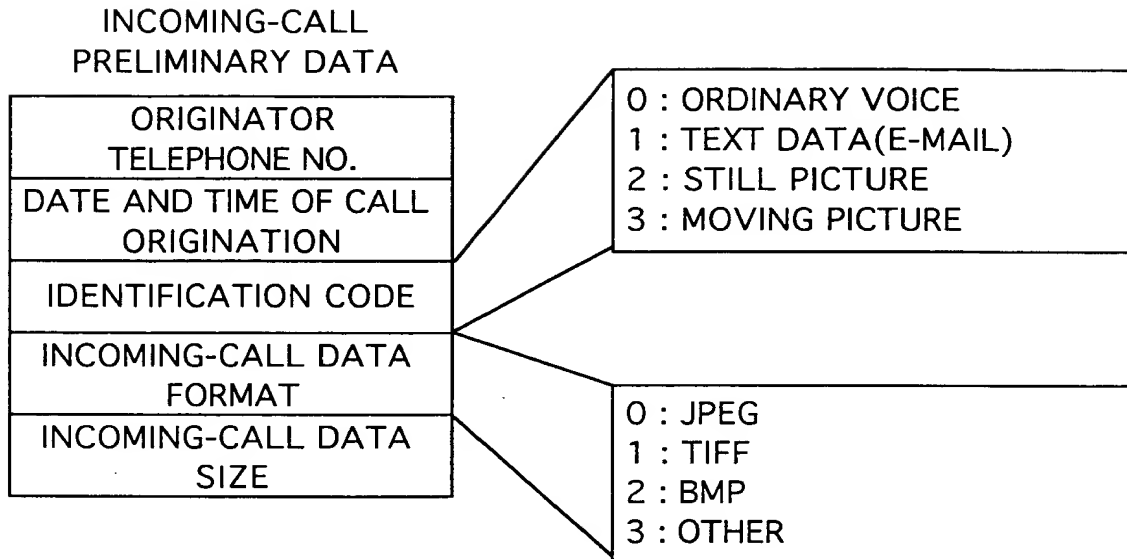 INCOMING-CALL
PRELIMINARY DATA
ORIGINATOR
TELEPHONE NO.
DATE AND TIME OF CALL
ORIGINATION
IDENTIFICATION CODE
INCOMING-CALL DATA
FORMAT
INCOMING-CALL DATA
SIZE
0 : ORDINARY VOICE
1 : TEXT DATA(E-MAIL)
2 : STILL PICTURE
3 : MOVING PICTURE
0 : JPEG
1 : TIFF
2 : BMP
3 : OTHER